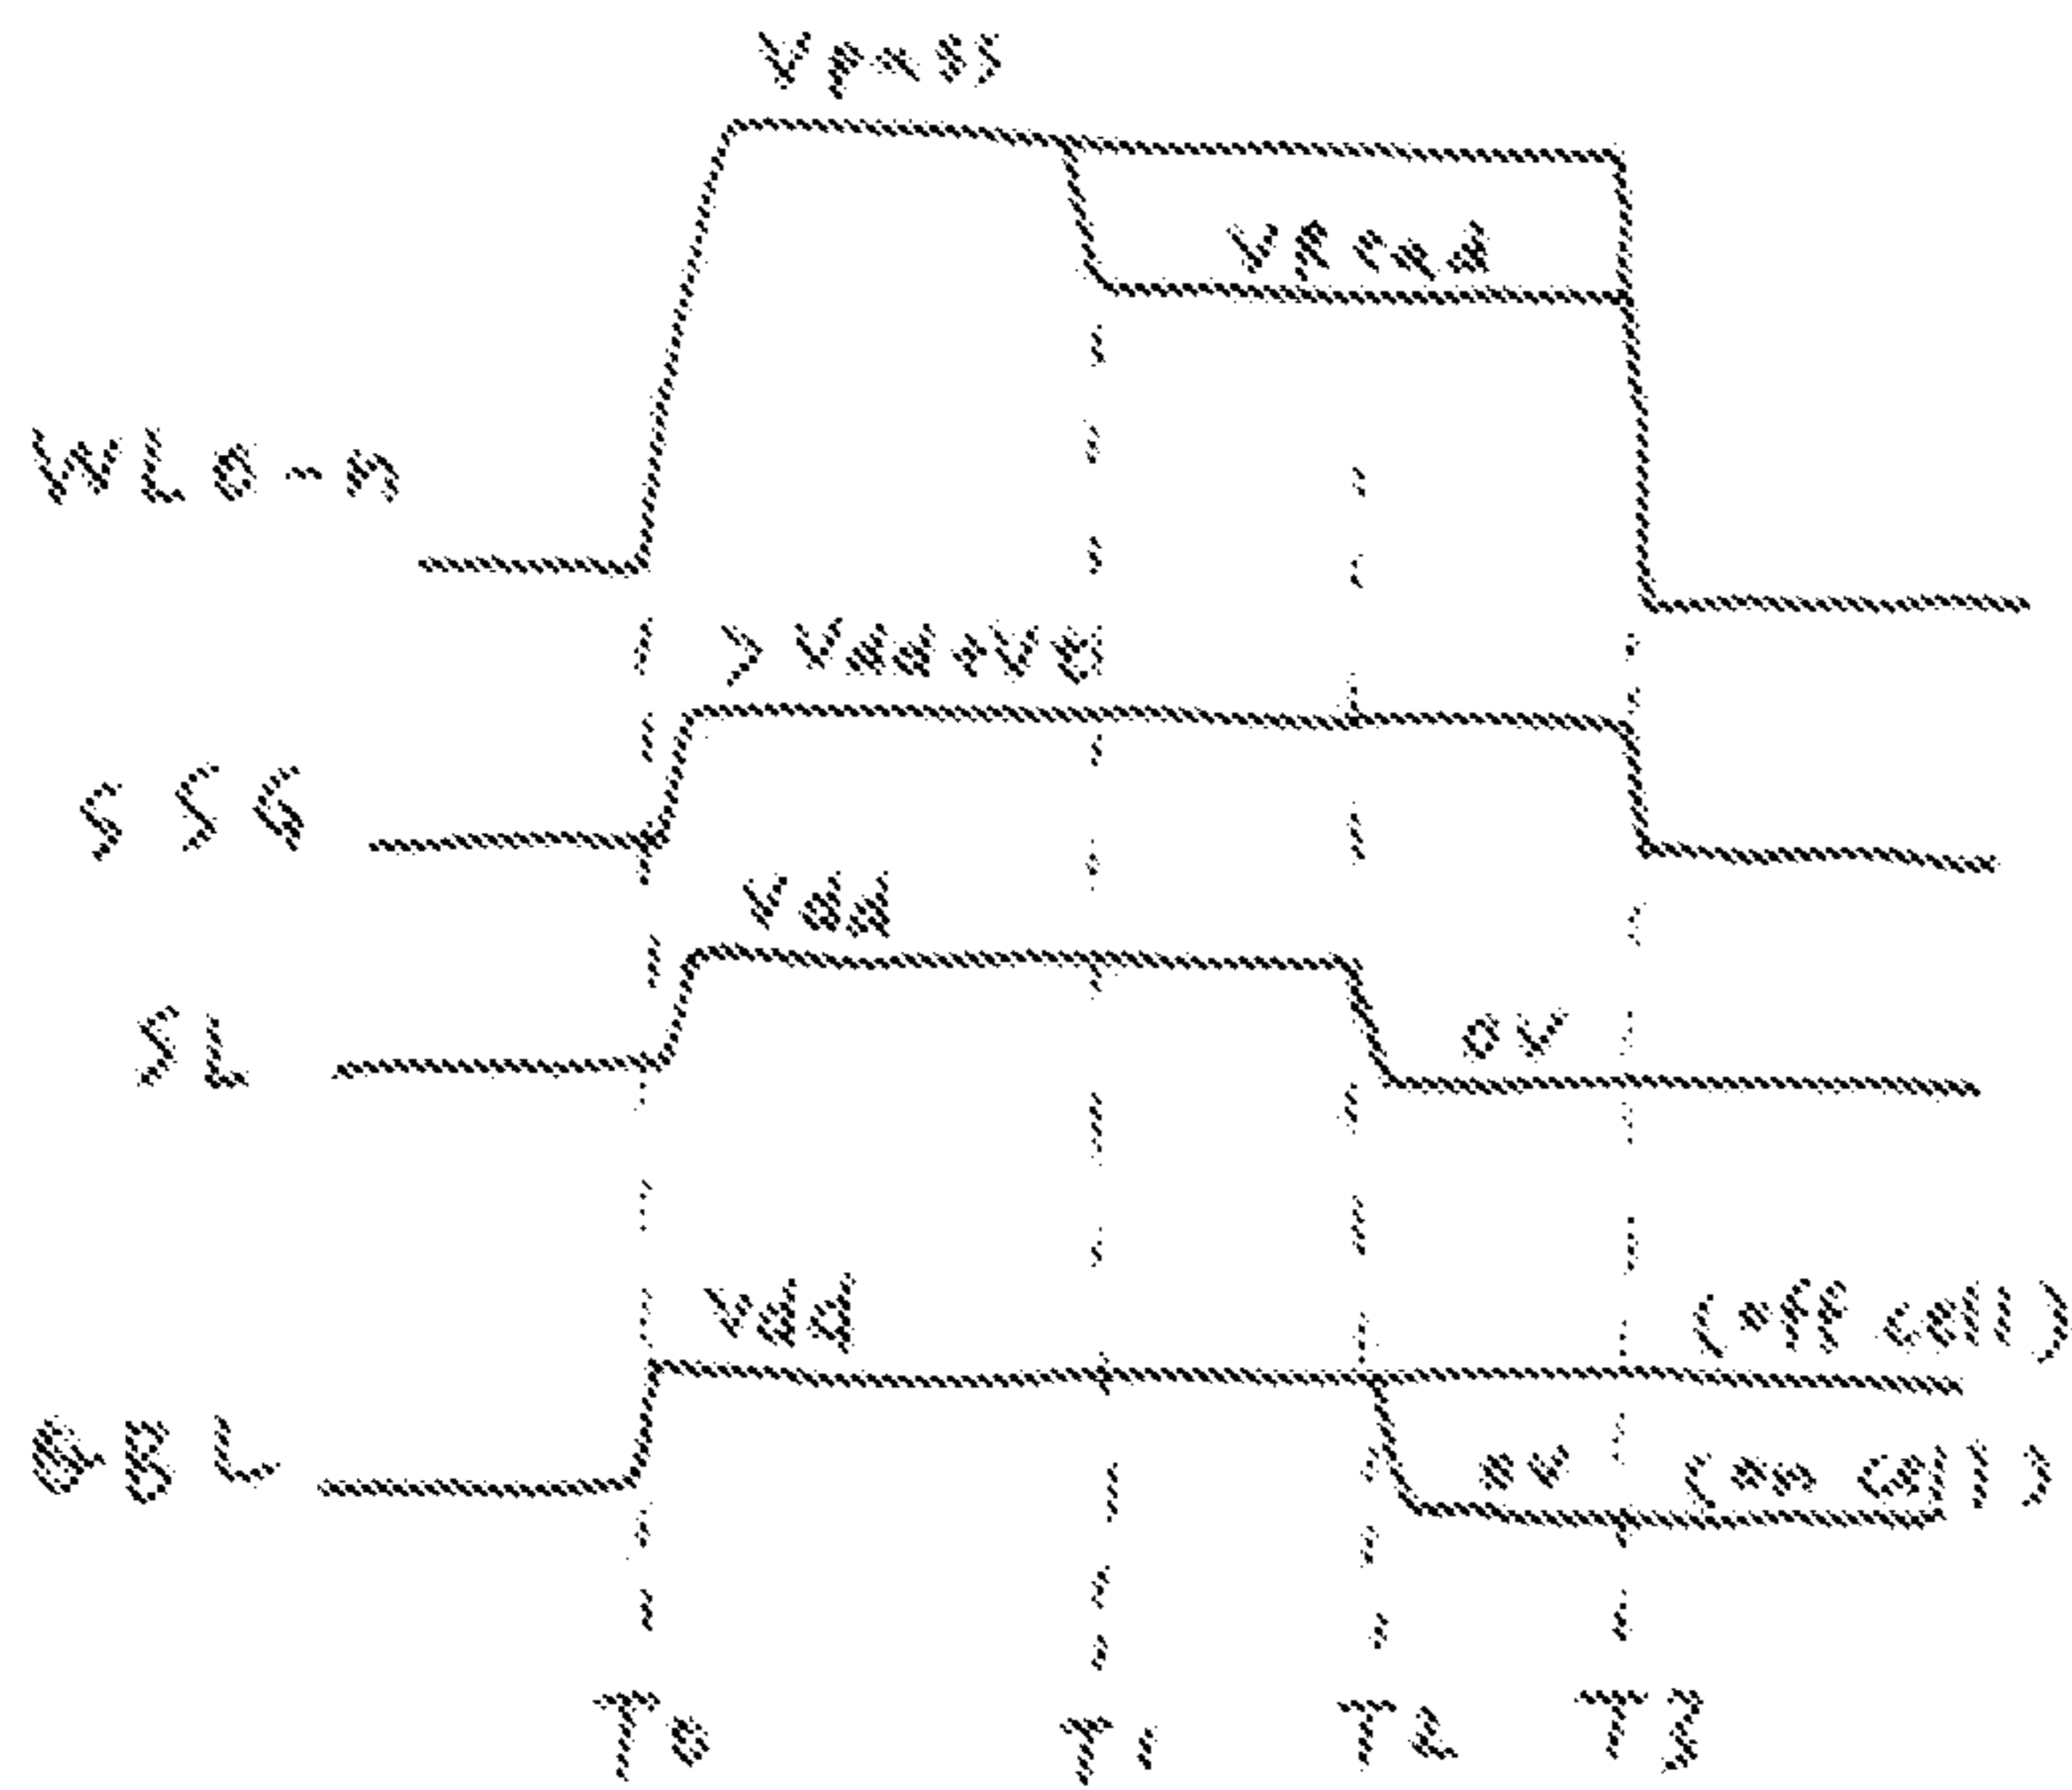 Vpass
Vread
WL0-m
>Vdd+Vt
SSG
Vdd
SL
0V
Vdd
(off cell)
BL
0V (on cell)
T0 T1 T2 T3